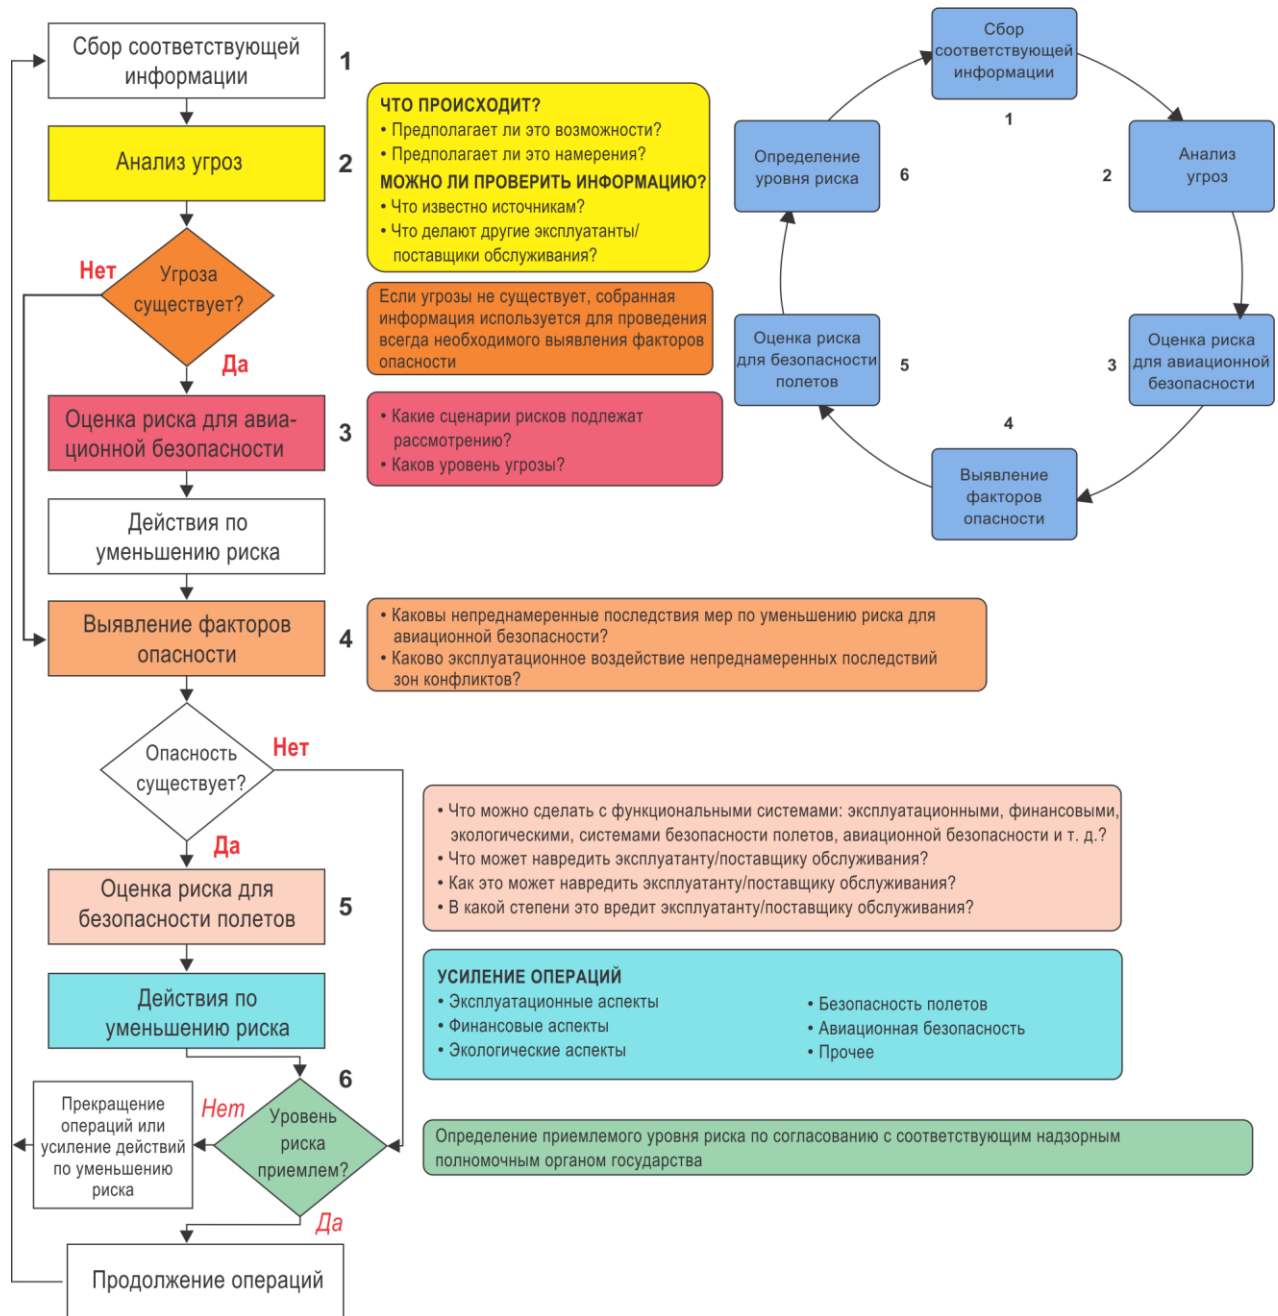 Сбор соответствующей
информации
1
Анализ угроз
2
ЧТО ПРОИСХОДИТ?
• Предполагает ли это возможности?
• Предполагает ли это намерения?
МОЖНО ЛИ ПРОВЕРИТЬ ИНФОРМАЦИЮ?
• Что известно источникам?
• Что делают другие эксплуатанты/
поставщики обслуживания?
Нет
Угроза
существует?
Да
Если угрозы не существует, собранная
информация используется для проведения
всегда необходимого выявления факторов
опасности
Оценка риска для авиа-
ционной безопасности
3
• Какие сценарии рисков подлежат
рассмотрению?
• Каков уровень угрозы?
Действия по
уменьшению риска
Выявление факторов
опасности
4
• Каковы непреднамеренные последствия мер по уменьшению риска для
авиационной безопасности?
• Каково эксплуатационное воздействие непреднамеренных последствий
зон конфликтов?
Опасность
существует?
Нет
Да
Оценка риска для
безопасности полетов
5
• Что можно сделать с функциональными системами: эксплуатационными, финансовыми,
экологическими, системами безопасности полетов, авиационной безопасности и т. д.?
• Что может навредить эксплуатанту/поставщику обслуживания?
• Как это может навредить эксплуатанту/поставщику обслуживания?
• В какой степени это вредит эксплуатанту/поставщику обслуживания?
Действия по
уменьшению риска
УСИЛЕНИЕ ОПЕРАЦИЙ
• Эксплуатационные аспекты
• Финансовые аспекты
• Экологические аспекты
• Безопасность полетов
• Авиационная безопасность
• Прочее
6
Уровень
риска
приемлем?
Нет
Прекращение
операций или
усиление действий
по уменьшению
риска
Да
Определение приемлемого уровня риска по согласованию с соответствующим надзорным
полномочным органом государства
Продолжение операций
Сбор
соответствующей
информации
1
Анализ
угроз
2
Оценка риска
для авиационной
безопасности
3
Выявление
факторов
опасности
4
Оценка риска
для безопасности
полетов
5
Определение
уровня риска
6